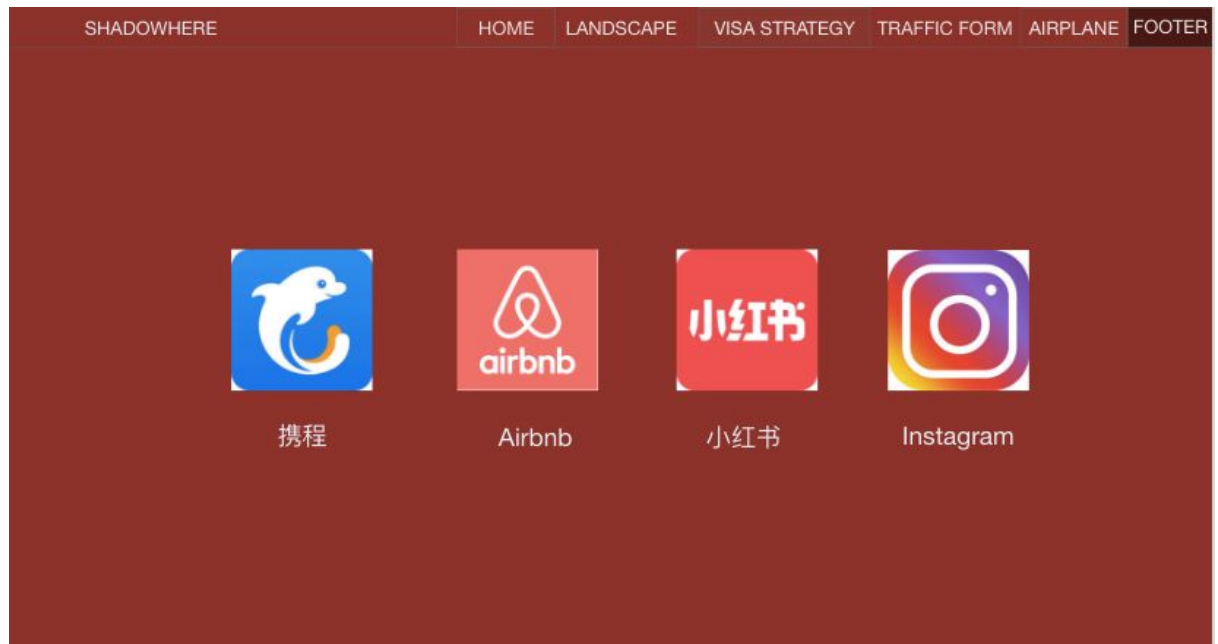 SHADOWHERE HOME LANDSCAPE VISA STRATEGY TRAFFIC FORM AIRPLANE FOOTER
airbnb 小红书
携程 Airbnb 小红书 Instagram